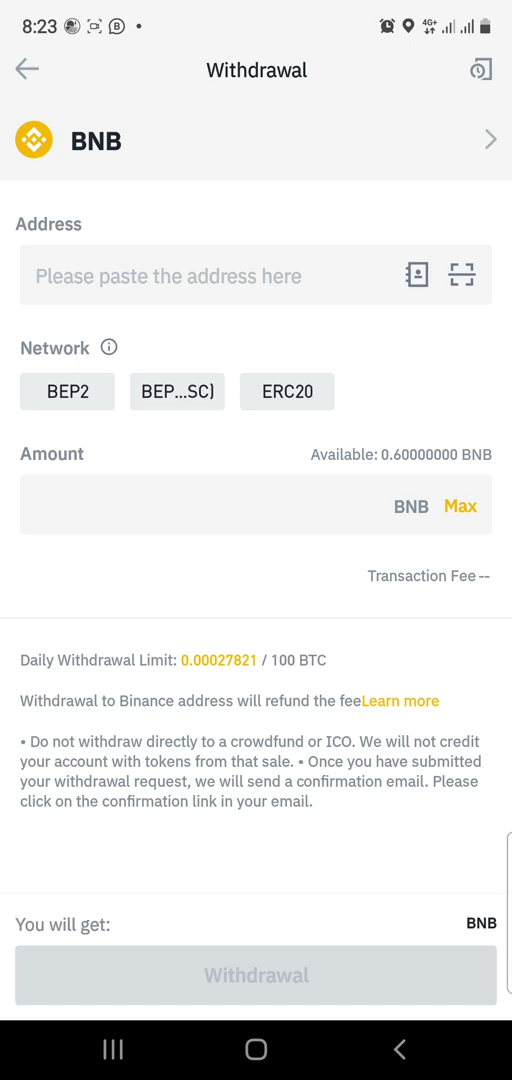 8:23
4G+
Withdrawal
BNB
Address
Please paste the address here
Network
BEP2 BEP...SC) ERC20
Amount Available: 0.60000000 BNB
BNB Max
Transaction Fee --
Daily Withdrawal Limit: 0.00027821 / 100 BTC
Withdrawal to Binance address will refund the feeLearn more
• Do not withdraw directly to a crowdfund or ICO. We will not credit
your account with tokens from that sale. • Once you have submitted
your withdrawal request, we will send a confirmation email. Please
click on the confirmation link in your email.
You will get: BNB
Withdrawal